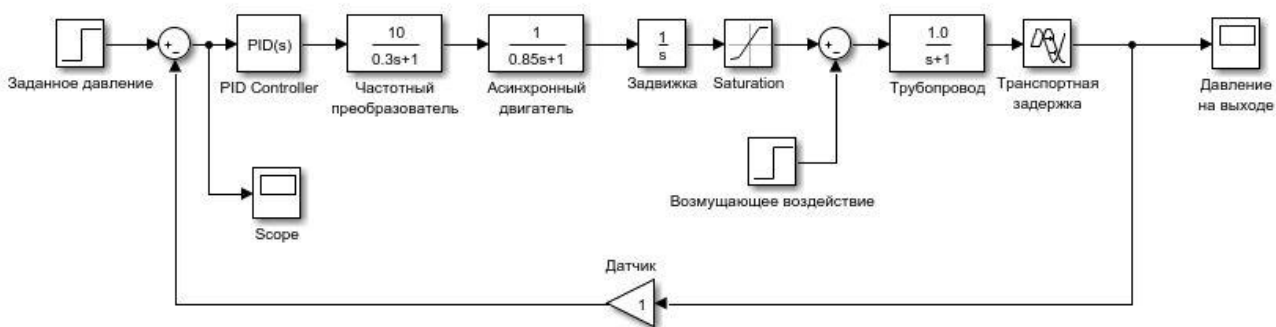 PID(s)
10
0.3s+1
1
0.85s+1
1
s
1.0
s+1
Заданное давление
PID Controller
Частотный
преобразователь
Асинхронный
двигатель
Задвижка
Saturation
Трубопровод
Транспортная
задержка
Давление
на выходе
Возмущающее воздействие
Scope
Датчик
1